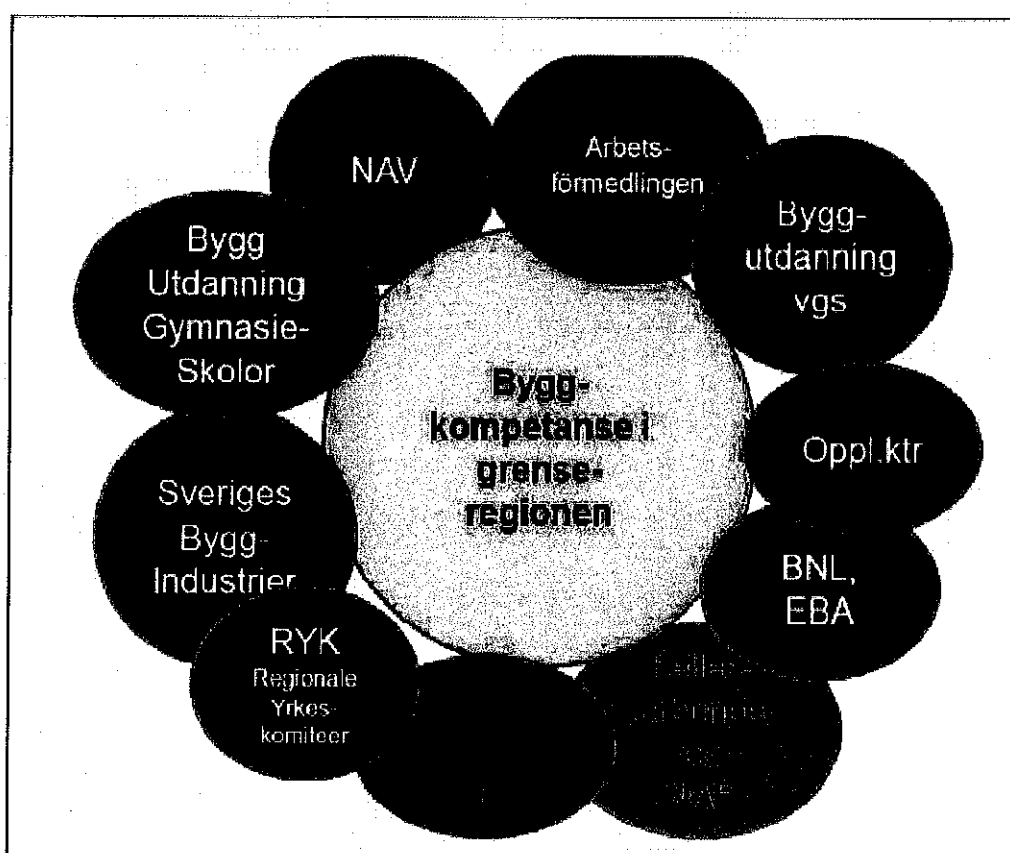 NAV
Arbets-
förmedlingen
Bygg-
utdanning
vgs
Bygg
Utdanning
Gymnasie-
Skolor
Bygg-
kompetanse i
grense-
regionen
Oppl.ktr
Sveriges
Bygg-
Industrier
BNL,
EBA
RYK
Regionale
Yrkes-
komiteer